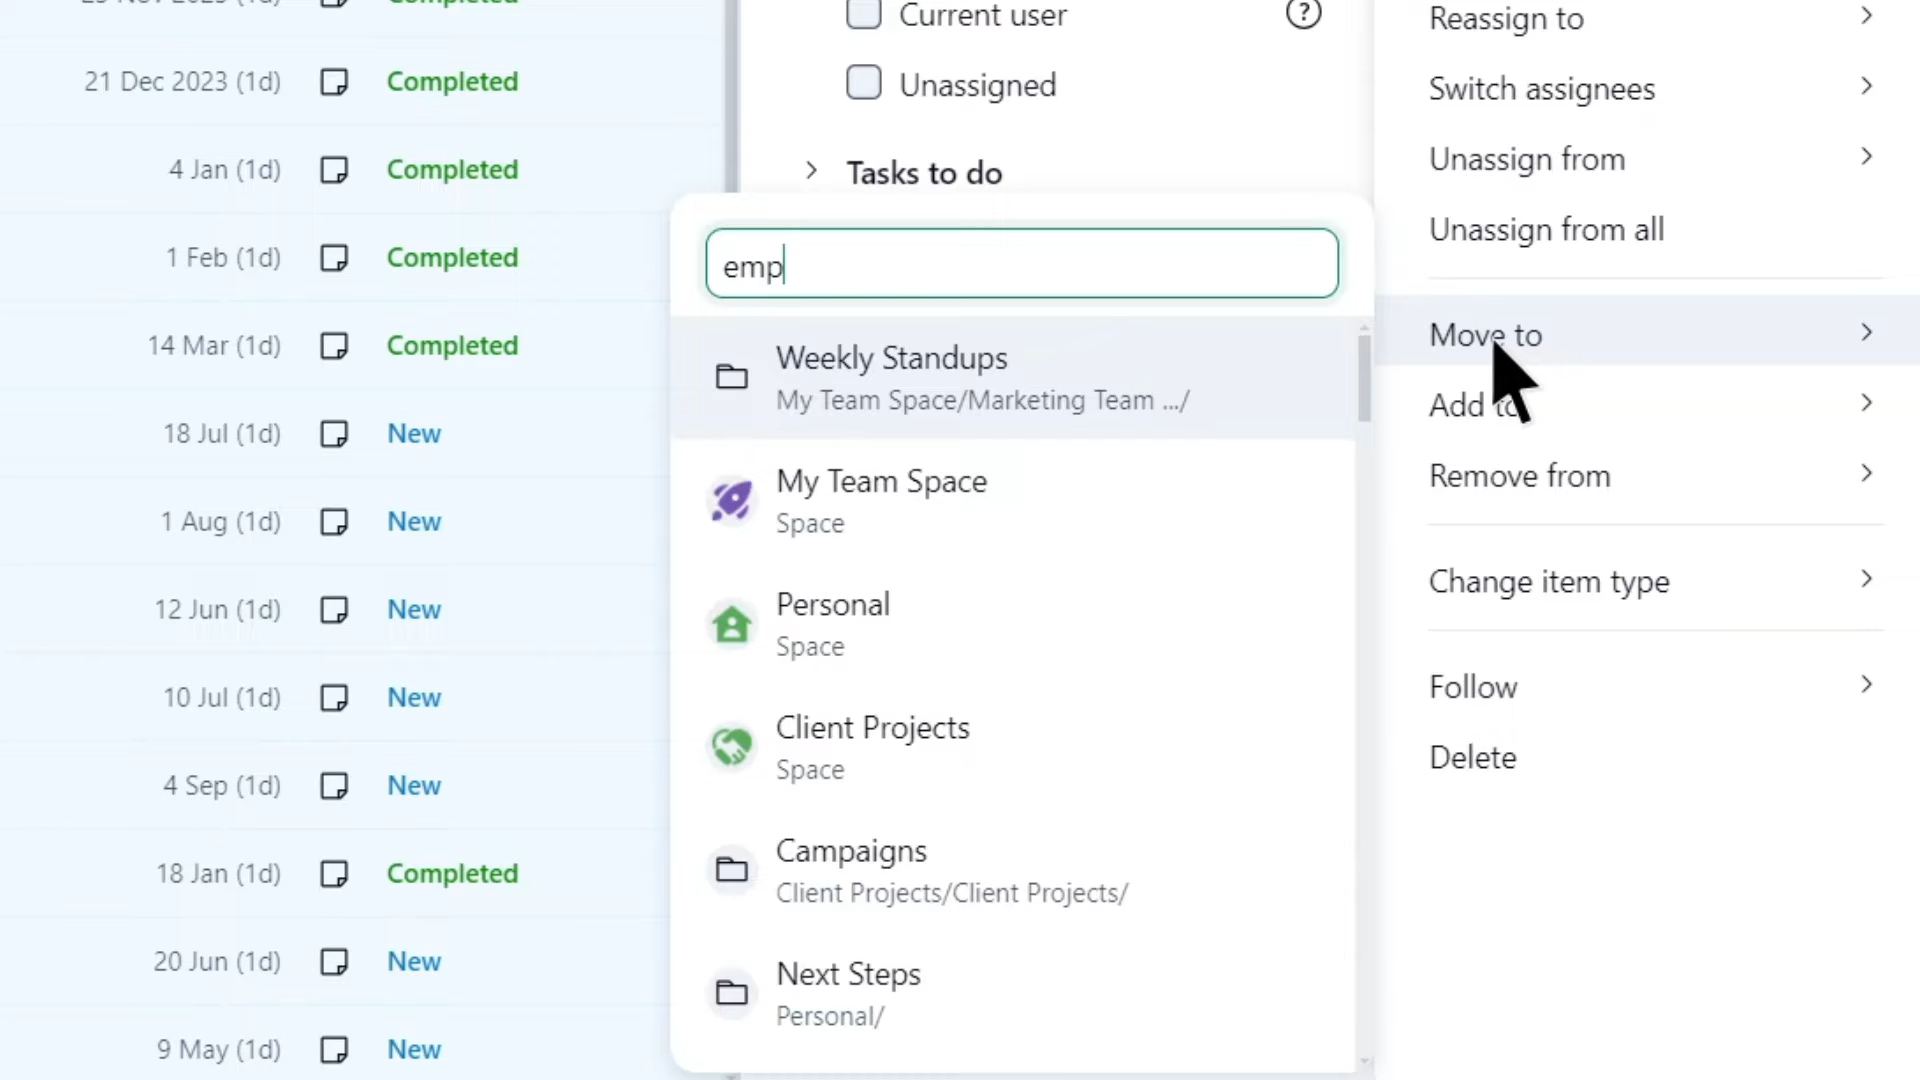 Completed
21 Dec 2023 (1d) Completed
4 Jan (1d) Completed
1 Feb (1d) Completed
14 Mar (1d) Completed
18 Jul (1d) New
1 Aug (1d) New
12 Jun (1d) New
10 Jul (1d) New
4 Sep (1d) New
18 Jan (1d) Completed
20 Jun (1d) New
9 May (1d) New
Current user
?
Unassigned
Tasks to do
emp
Weekly Standups
My Team Space/Marketing Team .../
My Team Space
Space
Personal
Space
Client Projects
Space
Campaigns
Client Projects/Client Projects/
Next Steps
Personal/
Reassign to
Switch assignees
Unassign from
Unassign from all
Move to
Add to
Remove from
Change item type
Follow
Delete